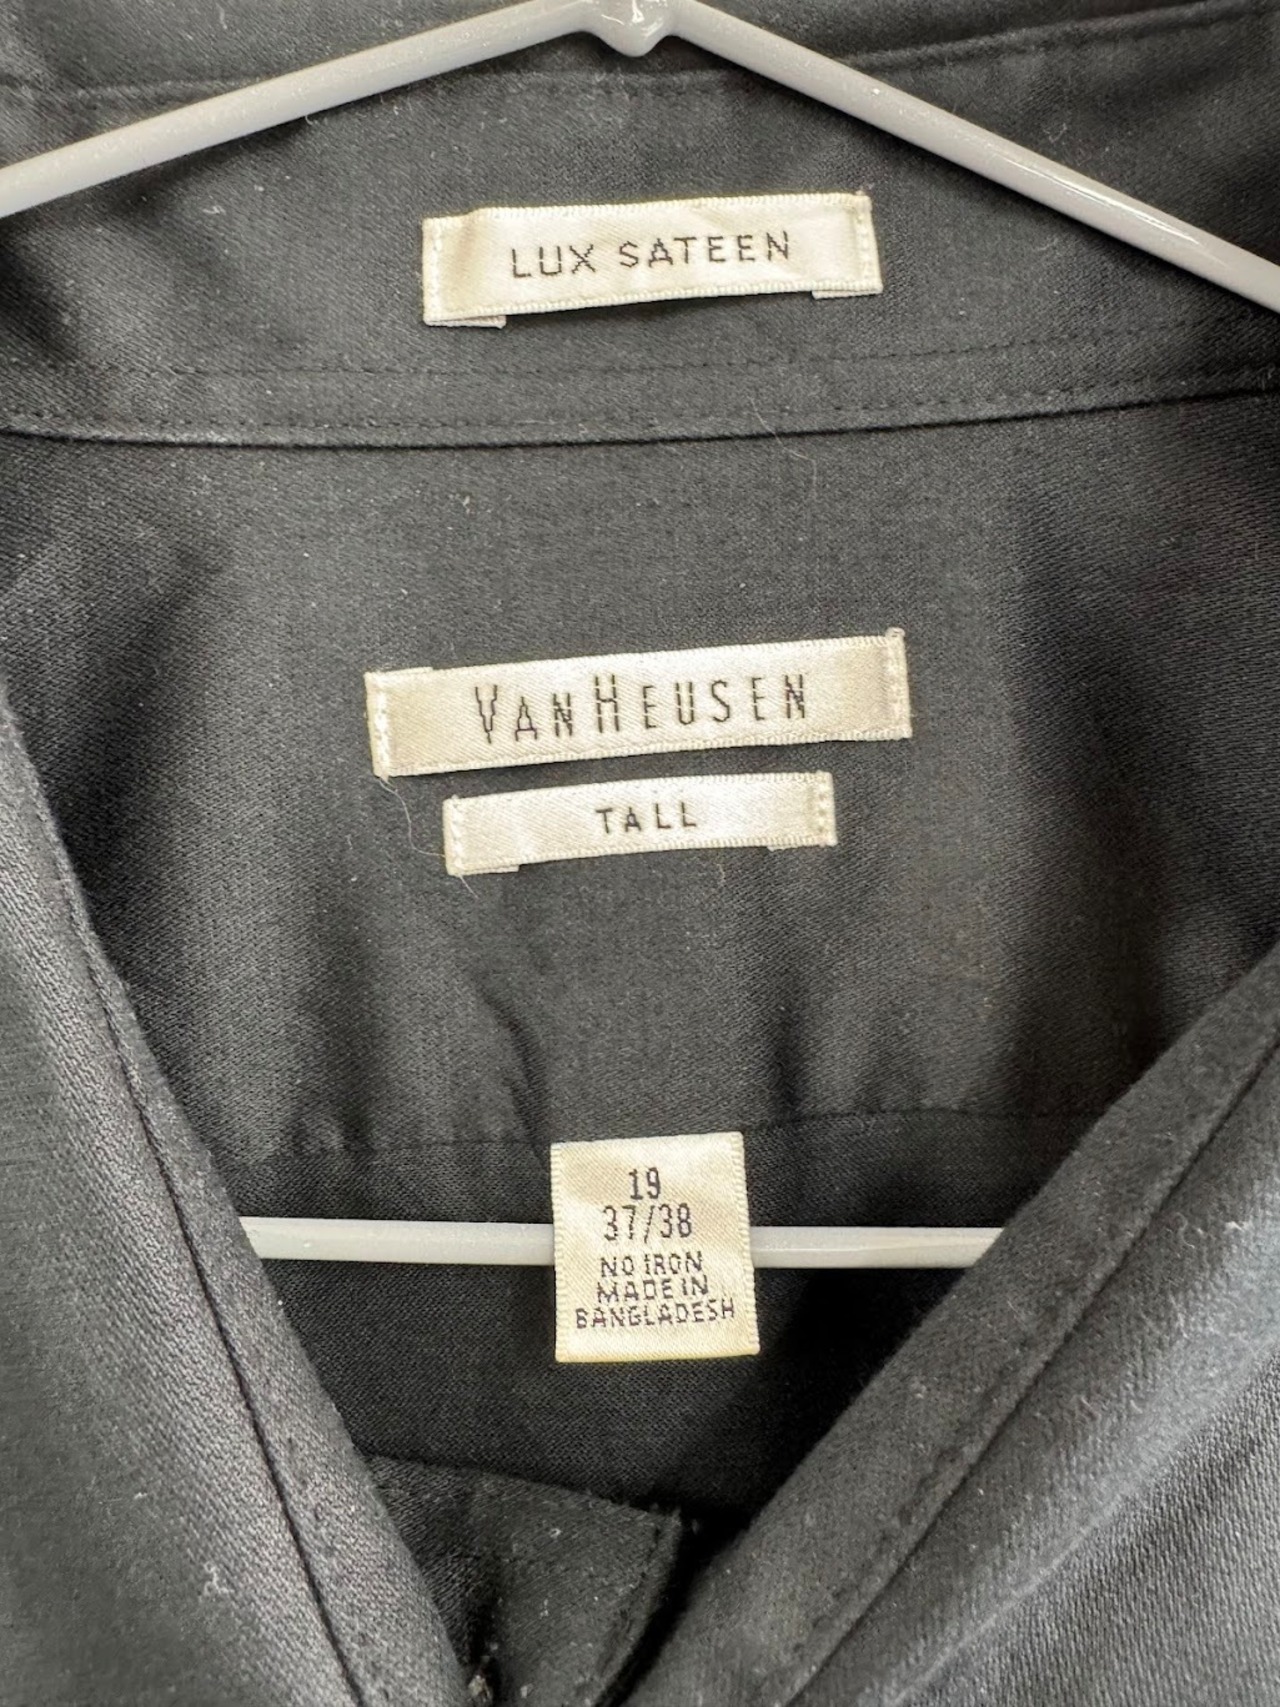 LUX SATEEN
VANHEUSEN
TALL
19
37/38
NO IRON
MADE IN
BANGLADESH